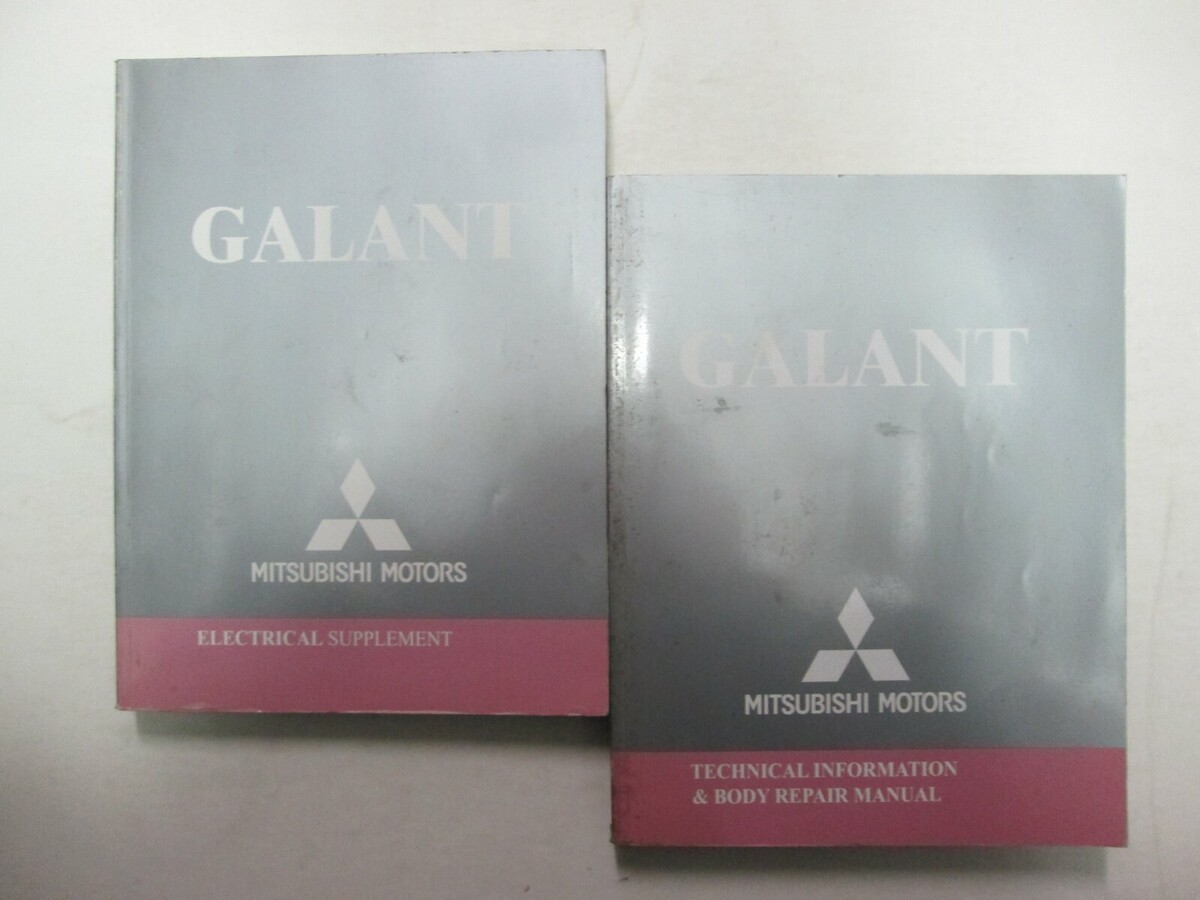 GALANT
MITSUBISHI MOTORS
ELECTRICAL SUPPLEMENT
GALANT
MITSUBISHI MOTORS
TECHNICAL INFORMATION
& BODY REPAIR MANUAL